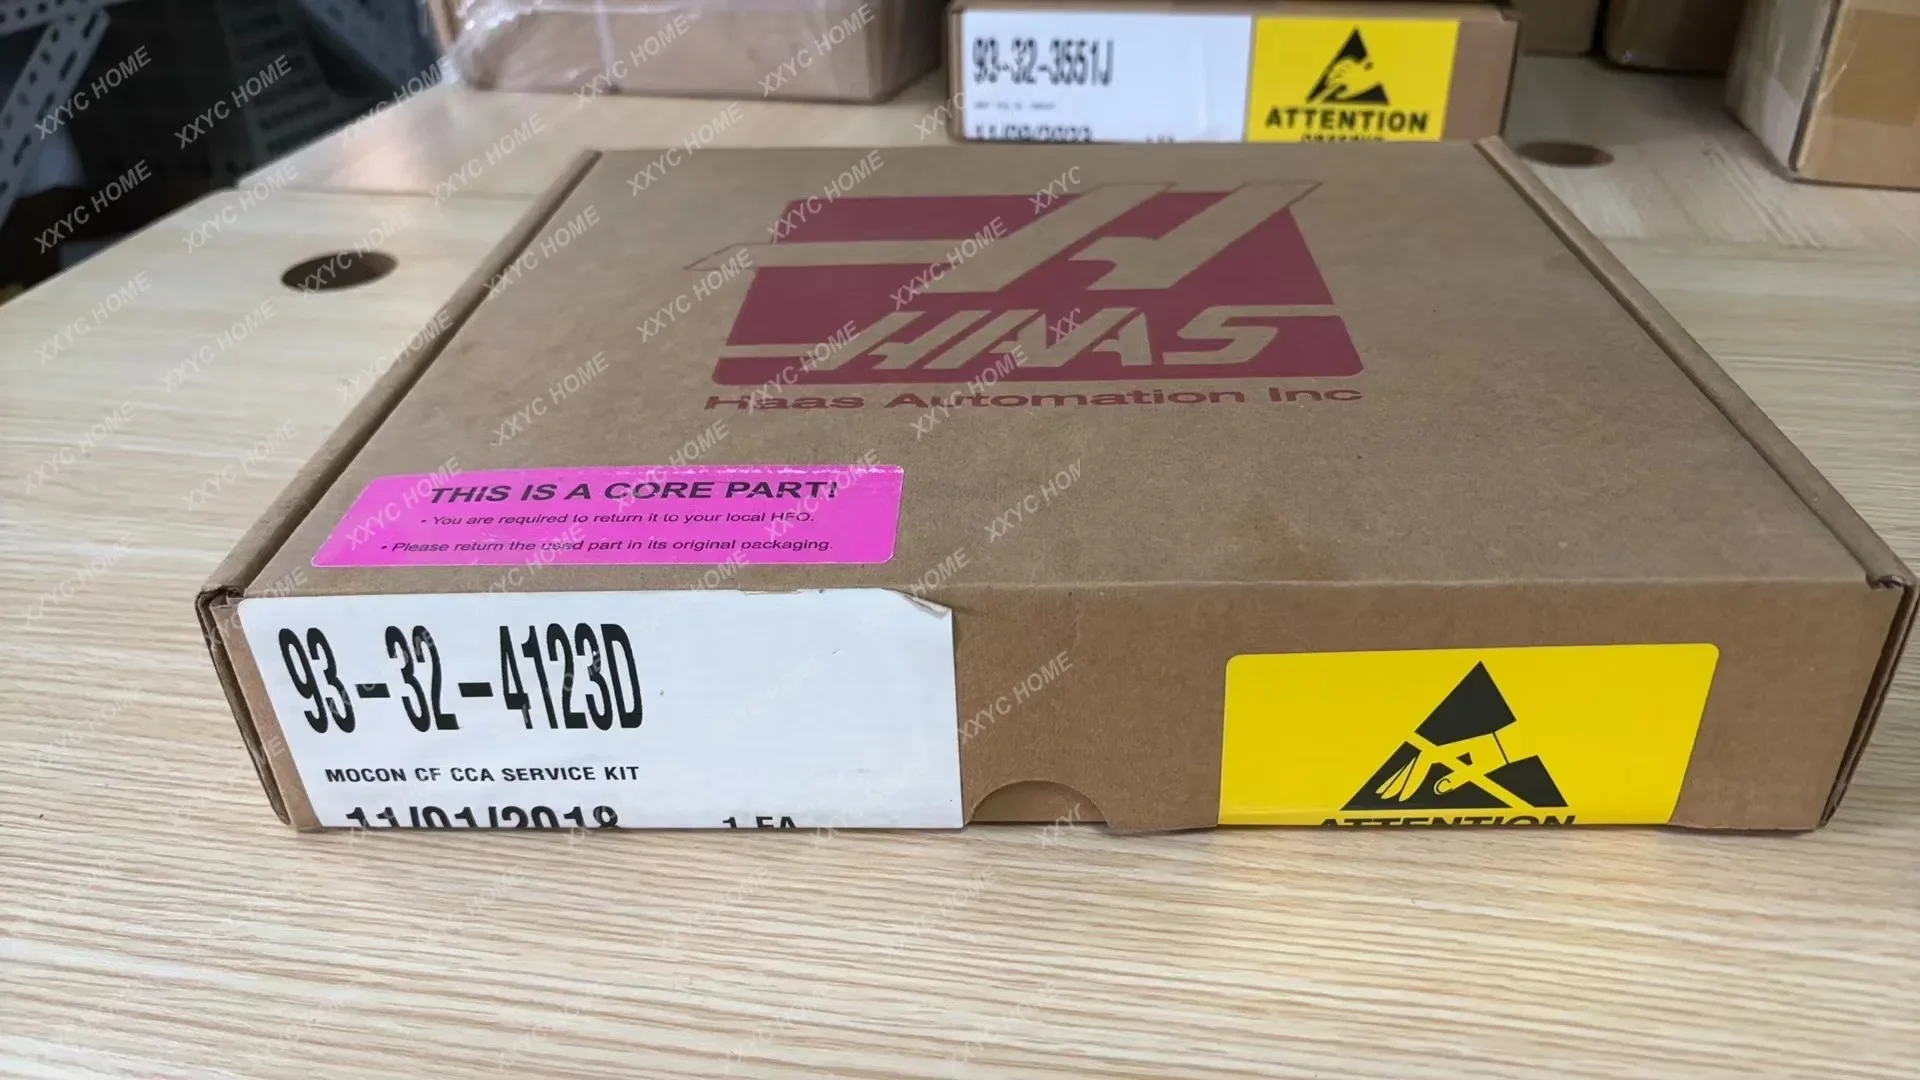 93-32-3551J
ATTENTION
HAAS
Haas Automation Inc
THIS IS A CORE PART!
- You are required to return it to your local HFO.
- Please return the used part in its original packaging.
93-32-4123D
MOCON CF CCA SERVICE KIT
11/01/2018 1 EA
ATTENTION
XXYC HOME